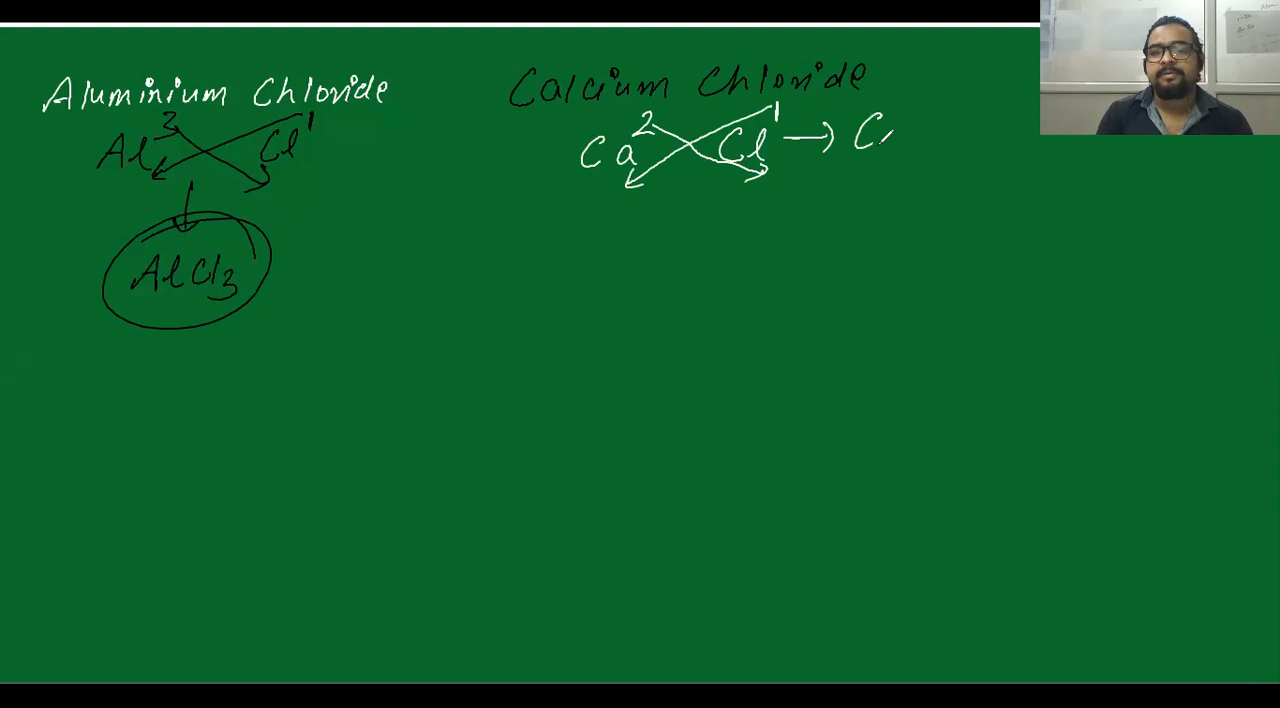 Aluminium Chloride
Al 3 Cl 1
AlCl3
Calcium Chloride
Ca 2 Cl 1 → C